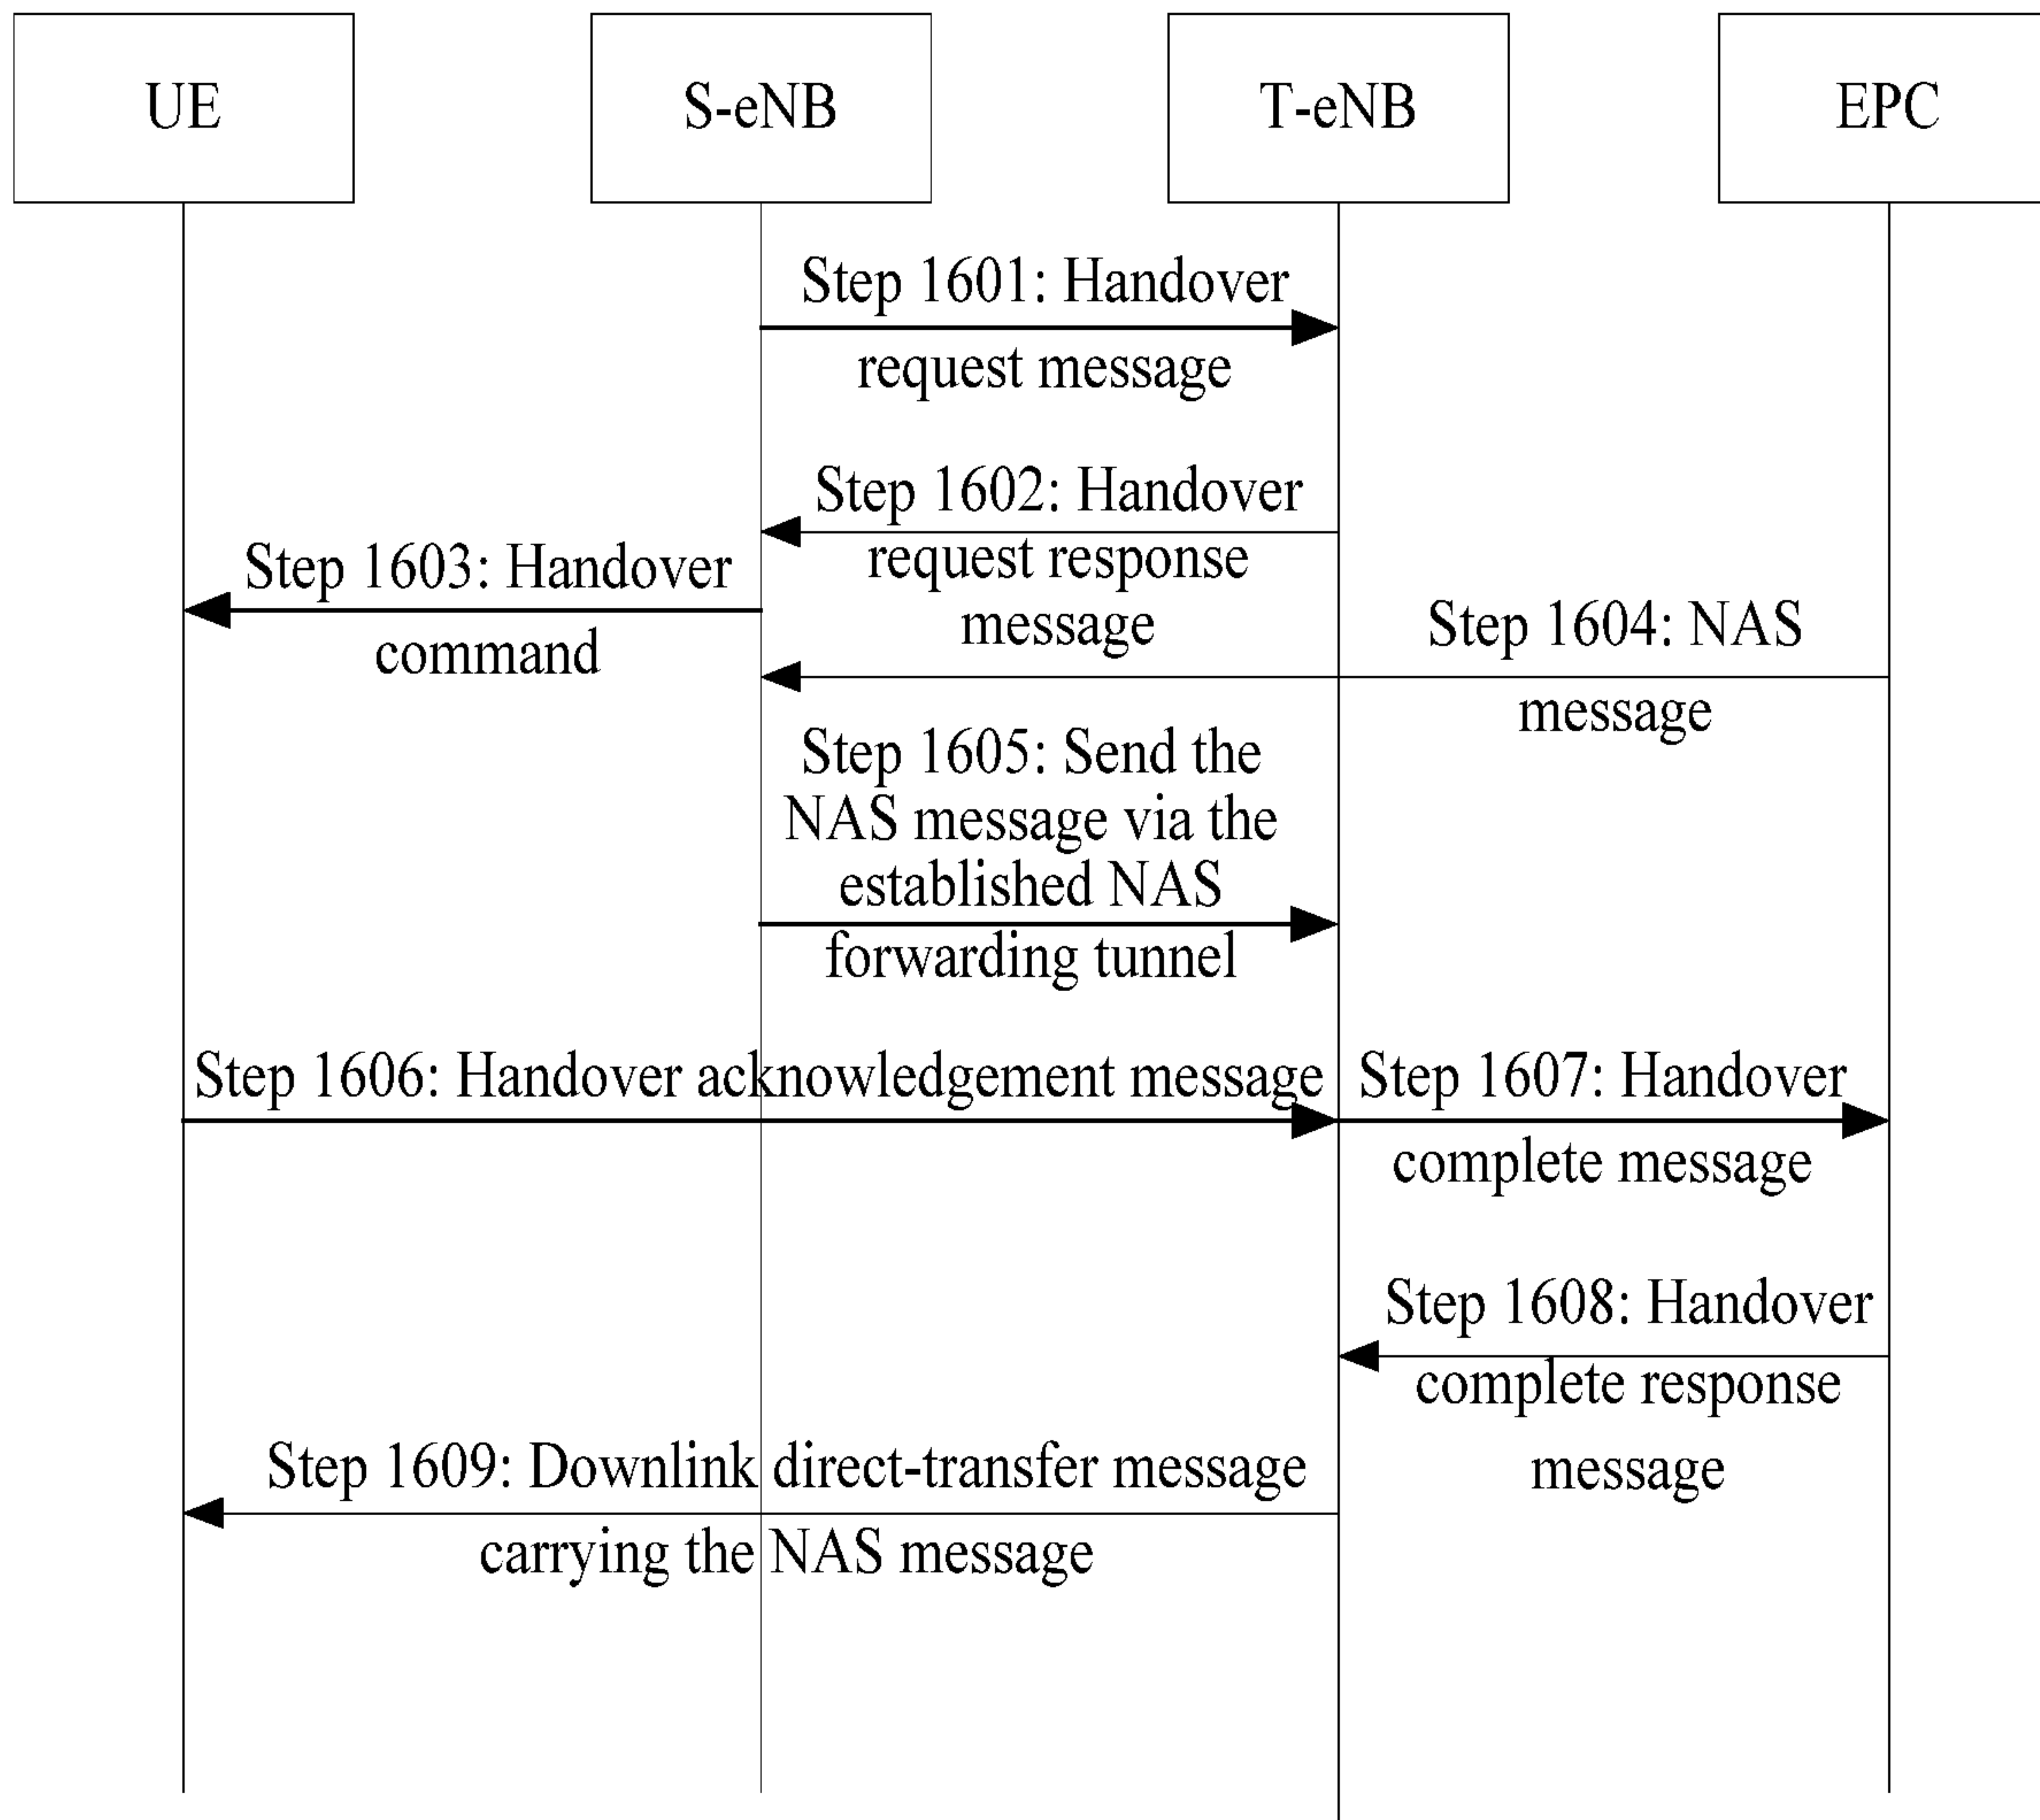 UE
S-eNB
T-eNB
EPC
Step 1601: Handover
request message
Step 1602: Handover
request response
message
Step 1603: Handover
command
Step 1604: NAS
message
Step 1605: Send the
NAS message via the
established NAS
forwarding tunnel
Step 1606: Handover acknowledgement message
Step 1607: Handover
complete message
Step 1608: Handover
complete response
message
Step 1609: Downlink direct-transfer message
carrying the NAS message